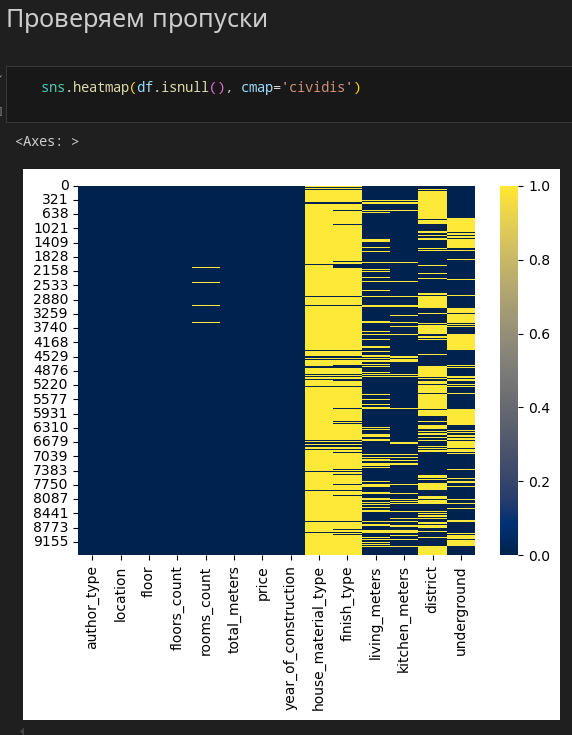 Проверяем пропуски
sns.heatmap(df.isnull(), cmap='cividis')
<Axes: >
0
321
638
1021
1409
1828
2158
2533
2880
3259
3740
4168
4529
4876
5220
5577
5931
6310
6679
7039
7383
7750
8087
8441
8773
9155
1.0
0.8
0.6
0.4
0.2
0.0
author_type
location
floor
floors_count
rooms_count
total_meters
price
year_of_construction
house_material_type
finish_type
living_meters
kitchen_meters
district
underground